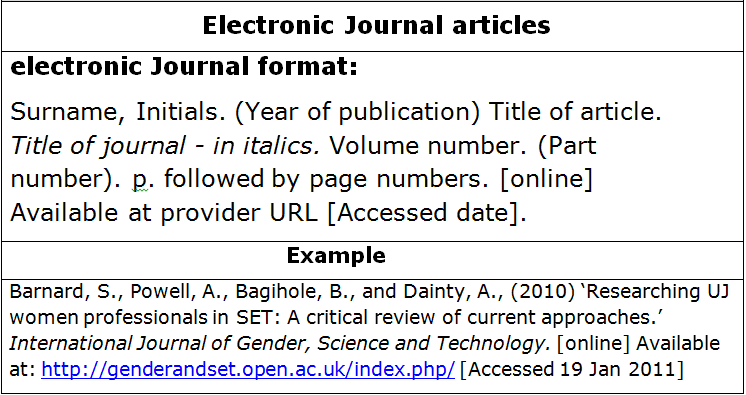 Electronic Journal articles
electronic Journal format:
Surname, Initials. (Year of publication) Title of article.
Title of journal - in italics. Volume number. (Part
number). p. followed by page numbers. [online]
Available at provider URL [Accessed date].
Example
Barnard, S., Powell, A., Bagihole, B., and Dainty, A., (2010) ‘Researching UJ
women professionals in SET: A critical review of current approaches.’
International Journal of Gender, Science and Technology. [online] Available
at: http://genderandset.open.ac.uk/index.php/ [Accessed 19 Jan 2011]